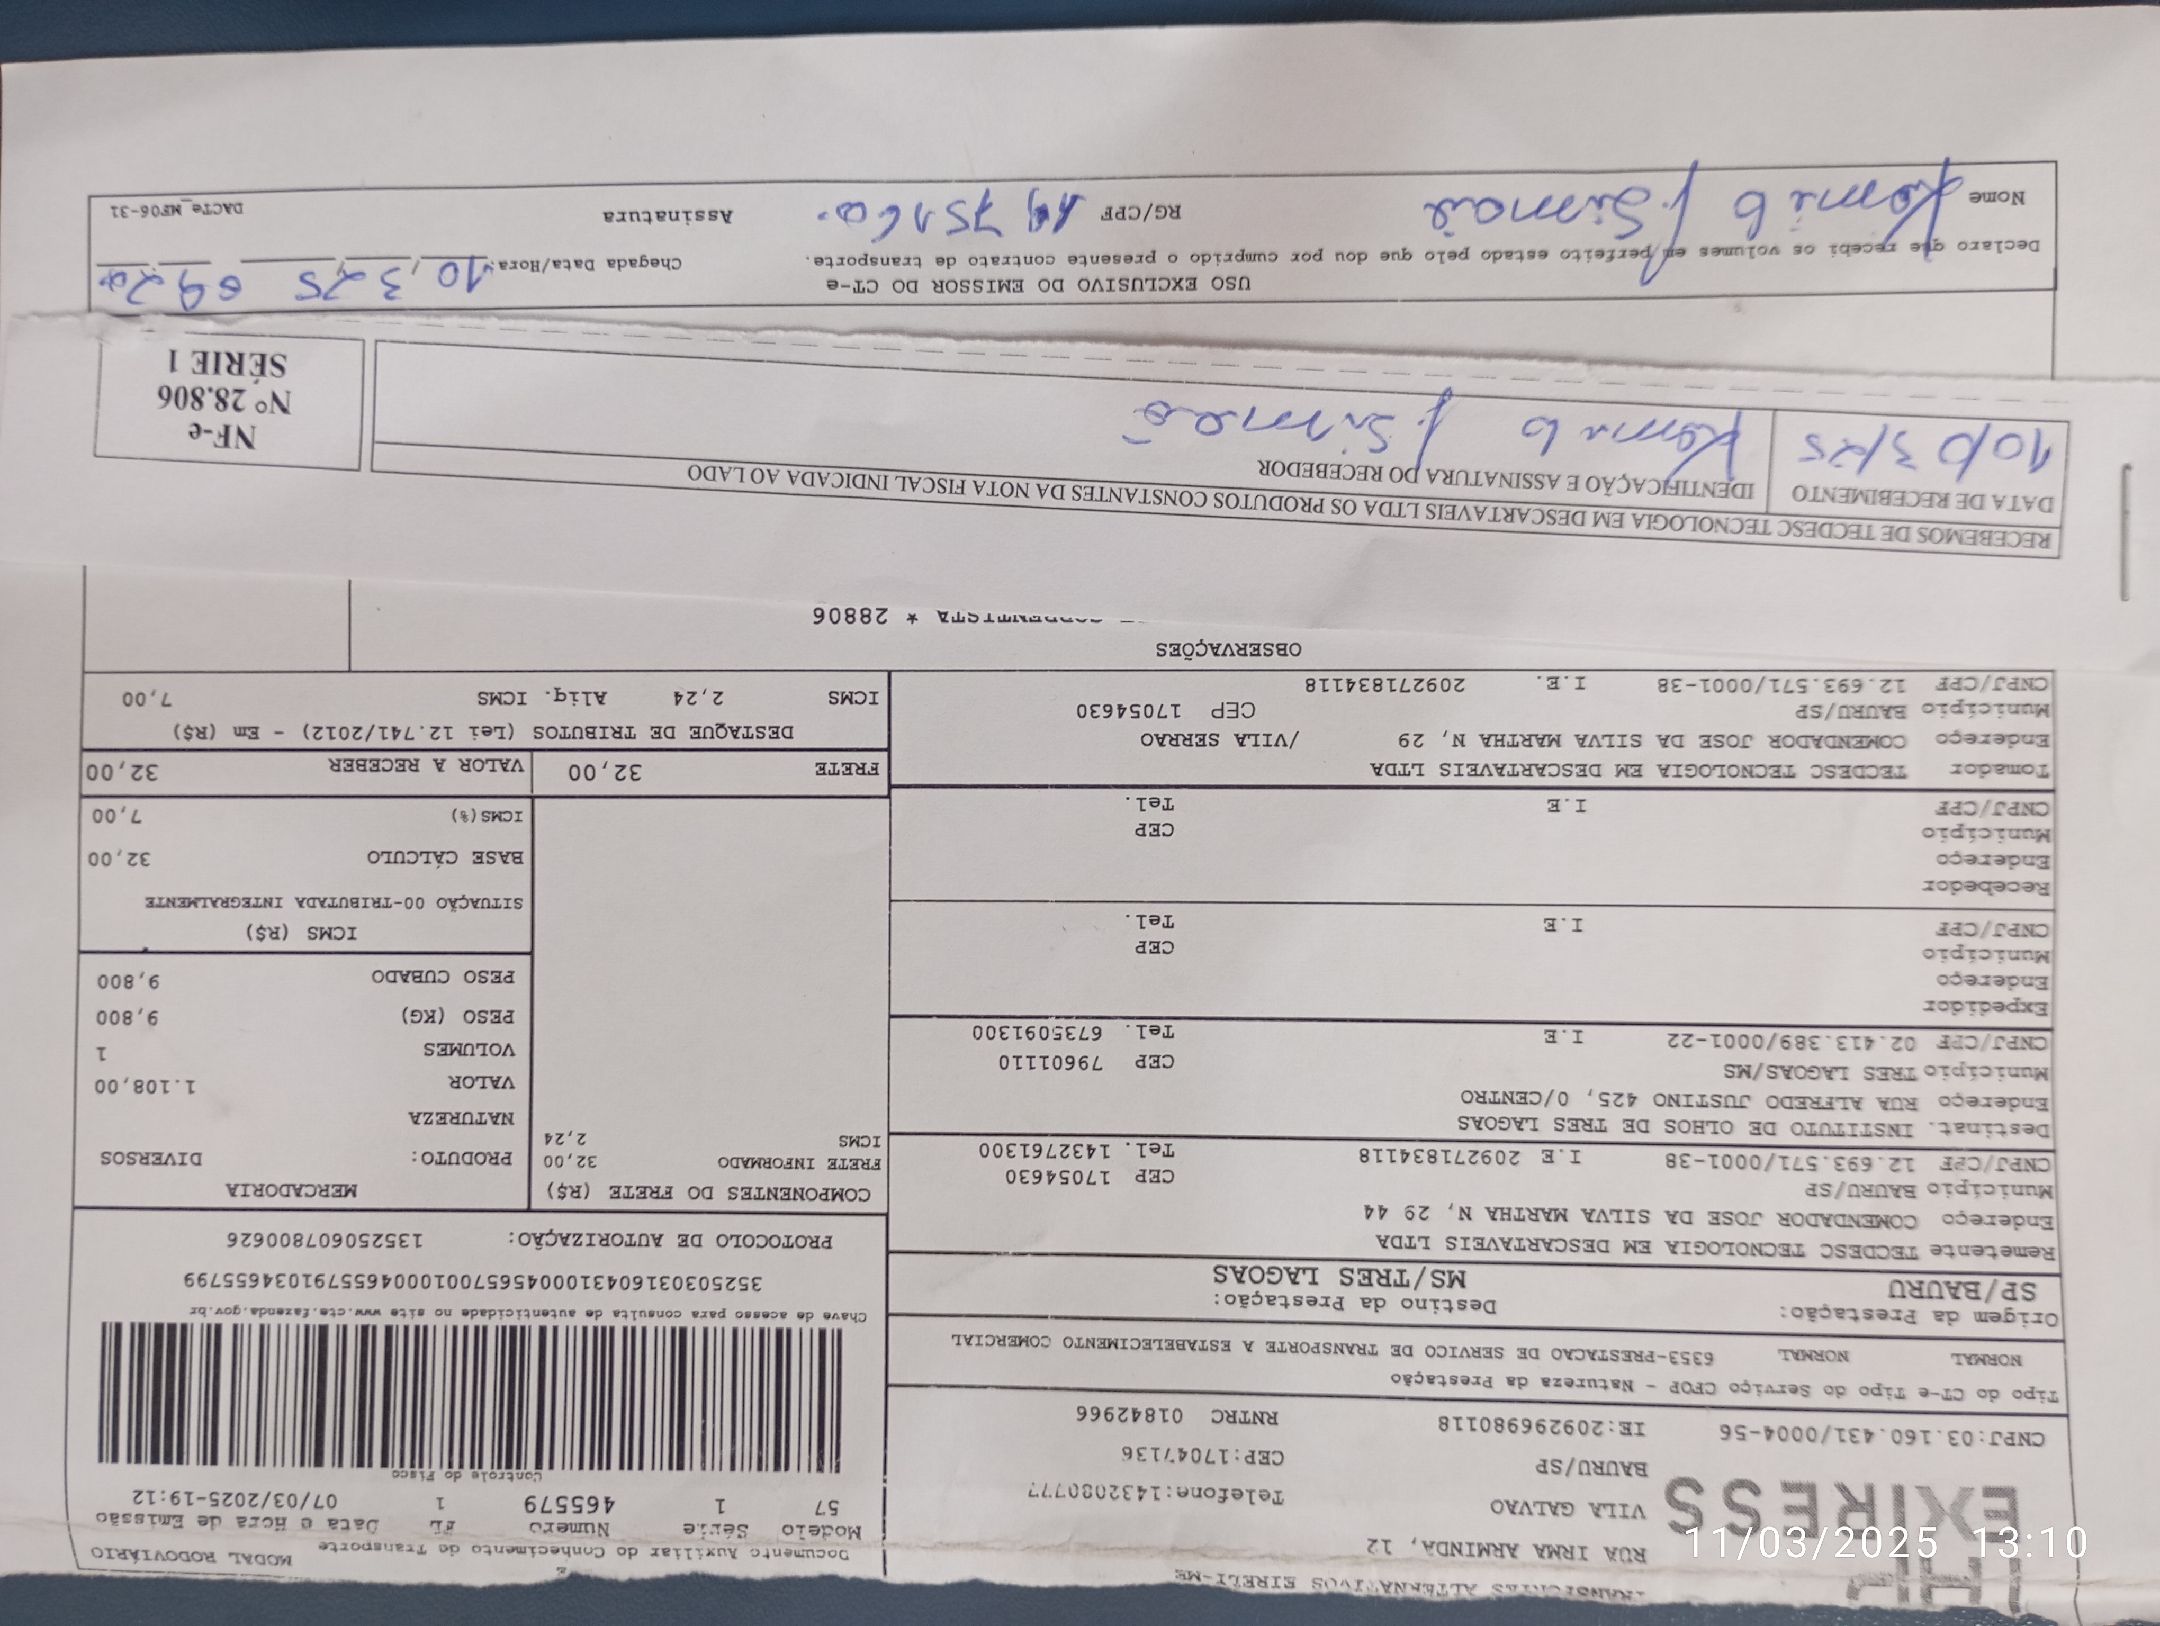 TRANSICIRIAS ALTERNATIVOS EIRELI-ME
RUA IRMA ARMINDA, 12
VILA GALVAO
Telefone:1432080777
BAURU/SP
CEP:17047136
CNPJ:03.160.431/0004-56 IE:209296980118 RNTRC 01842966
Documento Auxiliar do Conhecimento de Transporte MODAL RODOVIÁRIO
Modelo Série Numero FL Data e Hora de Emissão
57 1 465579 1 07/03/2025-19:12
Controle do Fisco
Chave de acesso para consulta de autenticidade no site www.cte.fazenda.gov.br
35250303160431000456570010004655791034655799
PROTOCOLO DE AUTORIZAÇÃO: 135250607800626
Tipo do CT-e Tipo do Serviço CFOP - Natureza da Prestação
NORMAL NORMAL 6353-PRESTACAO DE SERVICO DE TRANSPORTE A ESTABELECIMENTO COMERCIAL
Origem da Prestação: Destino da Prestação:
SP/BAURU MS/TRES LAGOAS
Remetente TECDESC TECNOLOGIA EM DESCARTAVEIS LTDA
Endereço COMENDADOR JOSE DA SILVA MARTHA N, 29 44
Município BAURU/SP CEP 17054630
CNPJ/CPF 12.693.571/0001-38 I.E 209271834118 Tel. 1432761300
Destinat. INSTITUTO DE OLHOS DE TRES LAGOAS
Endereço RUA ALFREDO JUSTINO 425, 0/CENTRO
Município TRES LAGOAS/MS CEP 79601110
CNPJ/CPF 02.413.389/0001-22 I.E Tel. 6735091300
Expedidor
Endereço
Município CEP
CNPJ/CPF I.E Tel.
Recebedor
Endereço
Município CEP
CNPJ/CPF I.E Tel.
Tomador TECDESC TECNOLOGIA EM DESCARTAVEIS LTDA
Endereço COMENDADOR JOSE DA SILVA MARTHA N, 29 /VILA SERRAO
Município BAURU/SP CEP 17054630
CNPJ/CPF 12.693.571/0001-38 I.E. 209271834118
COMPONENTES DO FRETE (R$)
FRETE INFORMADO 32,00
ICMS 2,24
MERCADORIA
PRODUTO: DIVERSOS
NATUREZA
VALOR 1.108,00
VOLUMES 1
PESO (KG) 9,800
PESO CUBADO 9,800
ICMS (R$)
SITUAÇÃO 00-TRIBUTADA INTEGRALMENTE
BASE CÁLCULO 32,00
ICMS(%) 7,00
FRETE 32,00 VALOR A RECEBER 32,00
DESTAQUE DE TRIBUTOS (Lei 12.741/2012) - Em (R$)
ICMS 2,24 Aliq. ICMS 7,00
OBSERVAÇÕES
* 28806
RECEBEMOS DE TECDESC TECNOLOGIA EM DESCARTAVEIS LTDA OS PRODUTOS CONSTANTES DA NOTA FISCAL INDICADA AO LADO
DATA DE RECEBIMENTO IDENTIFICAÇÃO E ASSINATURA DO RECEBEDOR
NF-e
Nº 28.806
SÉRIE 1
USO EXCLUSIVO DO EMISSOR DO CT-e
Declaro que recebi os volumes em perfeito estado pelo que dou por cumprido o presente contrato de transporte.
Chegada Data/Hora: 10, 3 25 09 20
Nome RG/CPF Assinatura
DACTe_MF06-31
11/03/2025 13:10